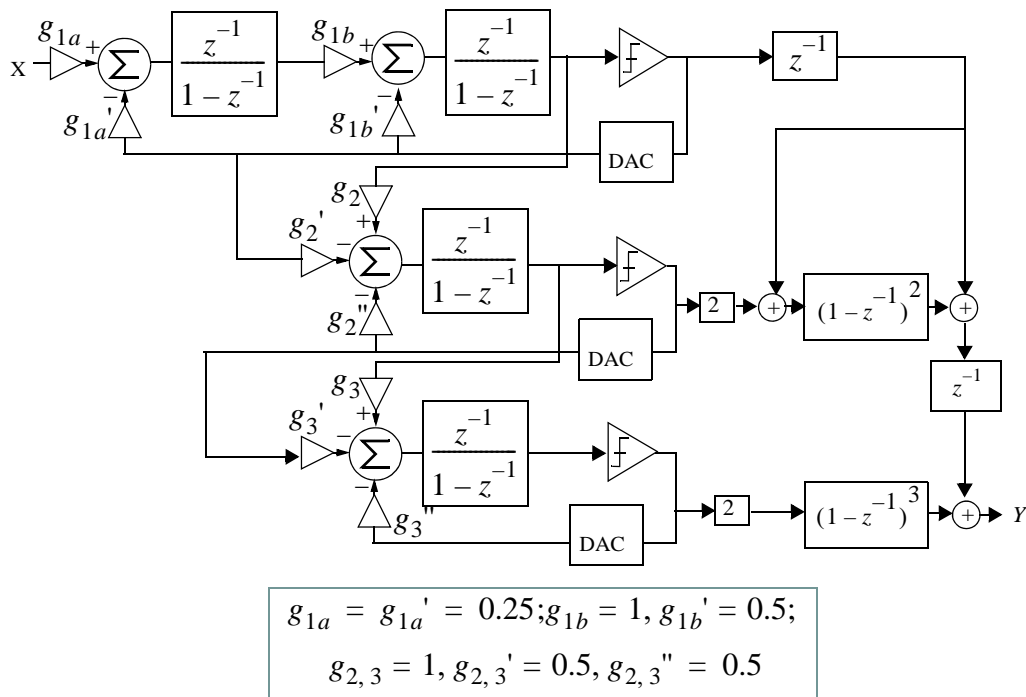 g1a
g1b
X
+
Σ
z⁻¹
1 – z⁻¹
+
Σ
z⁻¹
1 – z⁻¹
z⁻¹
–
–
g1a'
g1b'
DAC
g2
g2'
+
–
Σ
z⁻¹
1 – z⁻¹
–
g2"
2
+
(1 – z⁻¹)²
+
DAC
z⁻¹
g3
g3'
+
–
Σ
z⁻¹
1 – z⁻¹
–
g3"
2
(1 – z⁻¹)³
+
Y
DAC
g1a = g1a' = 0.25; g1b = 1, g1b' = 0.5;
g2, 3 = 1, g2, 3' = 0.5, g2, 3" = 0.5